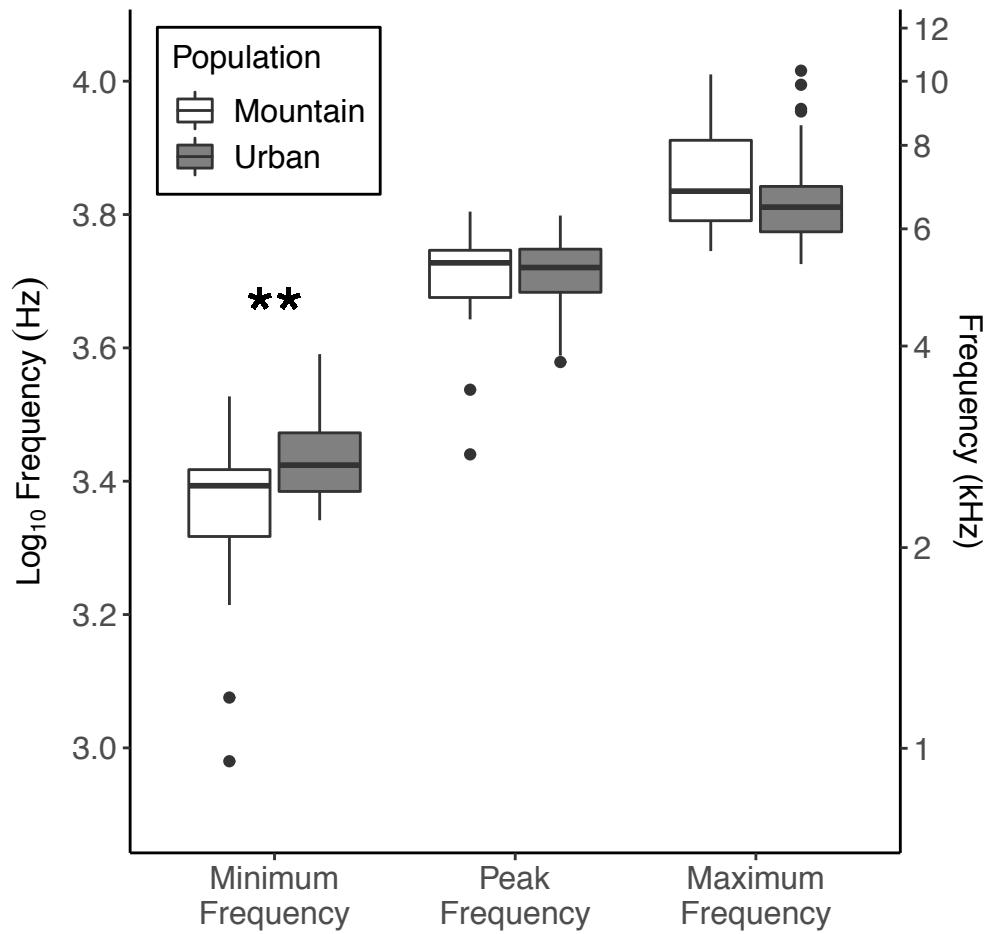 Population
Mountain
Urban
**
Log10 Frequency (Hz)
4.0
3.8
3.6
3.4
3.2
3.0
12
10
8
6
4
2
1
Frequency (kHz)
Minimum
Frequency
Peak
Frequency
Maximum
Frequency